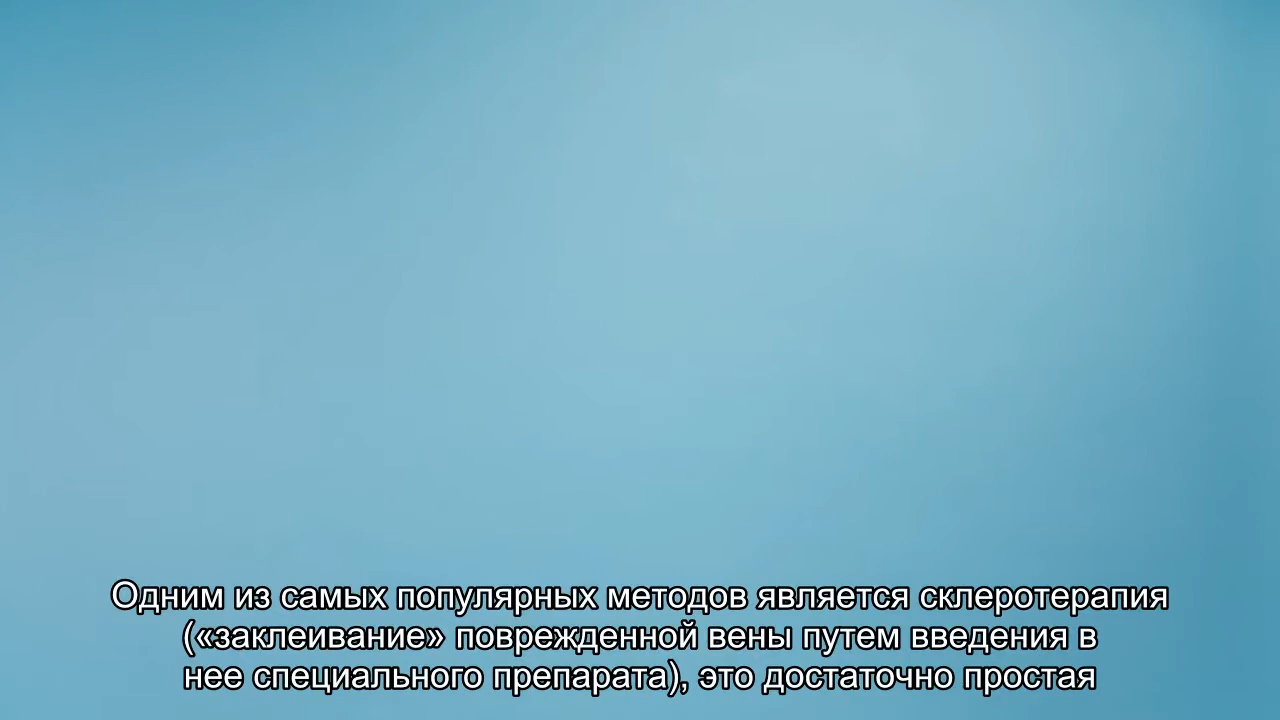 Одним из самых популярных методов является склеротерапия
(«заклеивание» поврежденной вены путем введения в
нее специального препарата), это достаточно простая